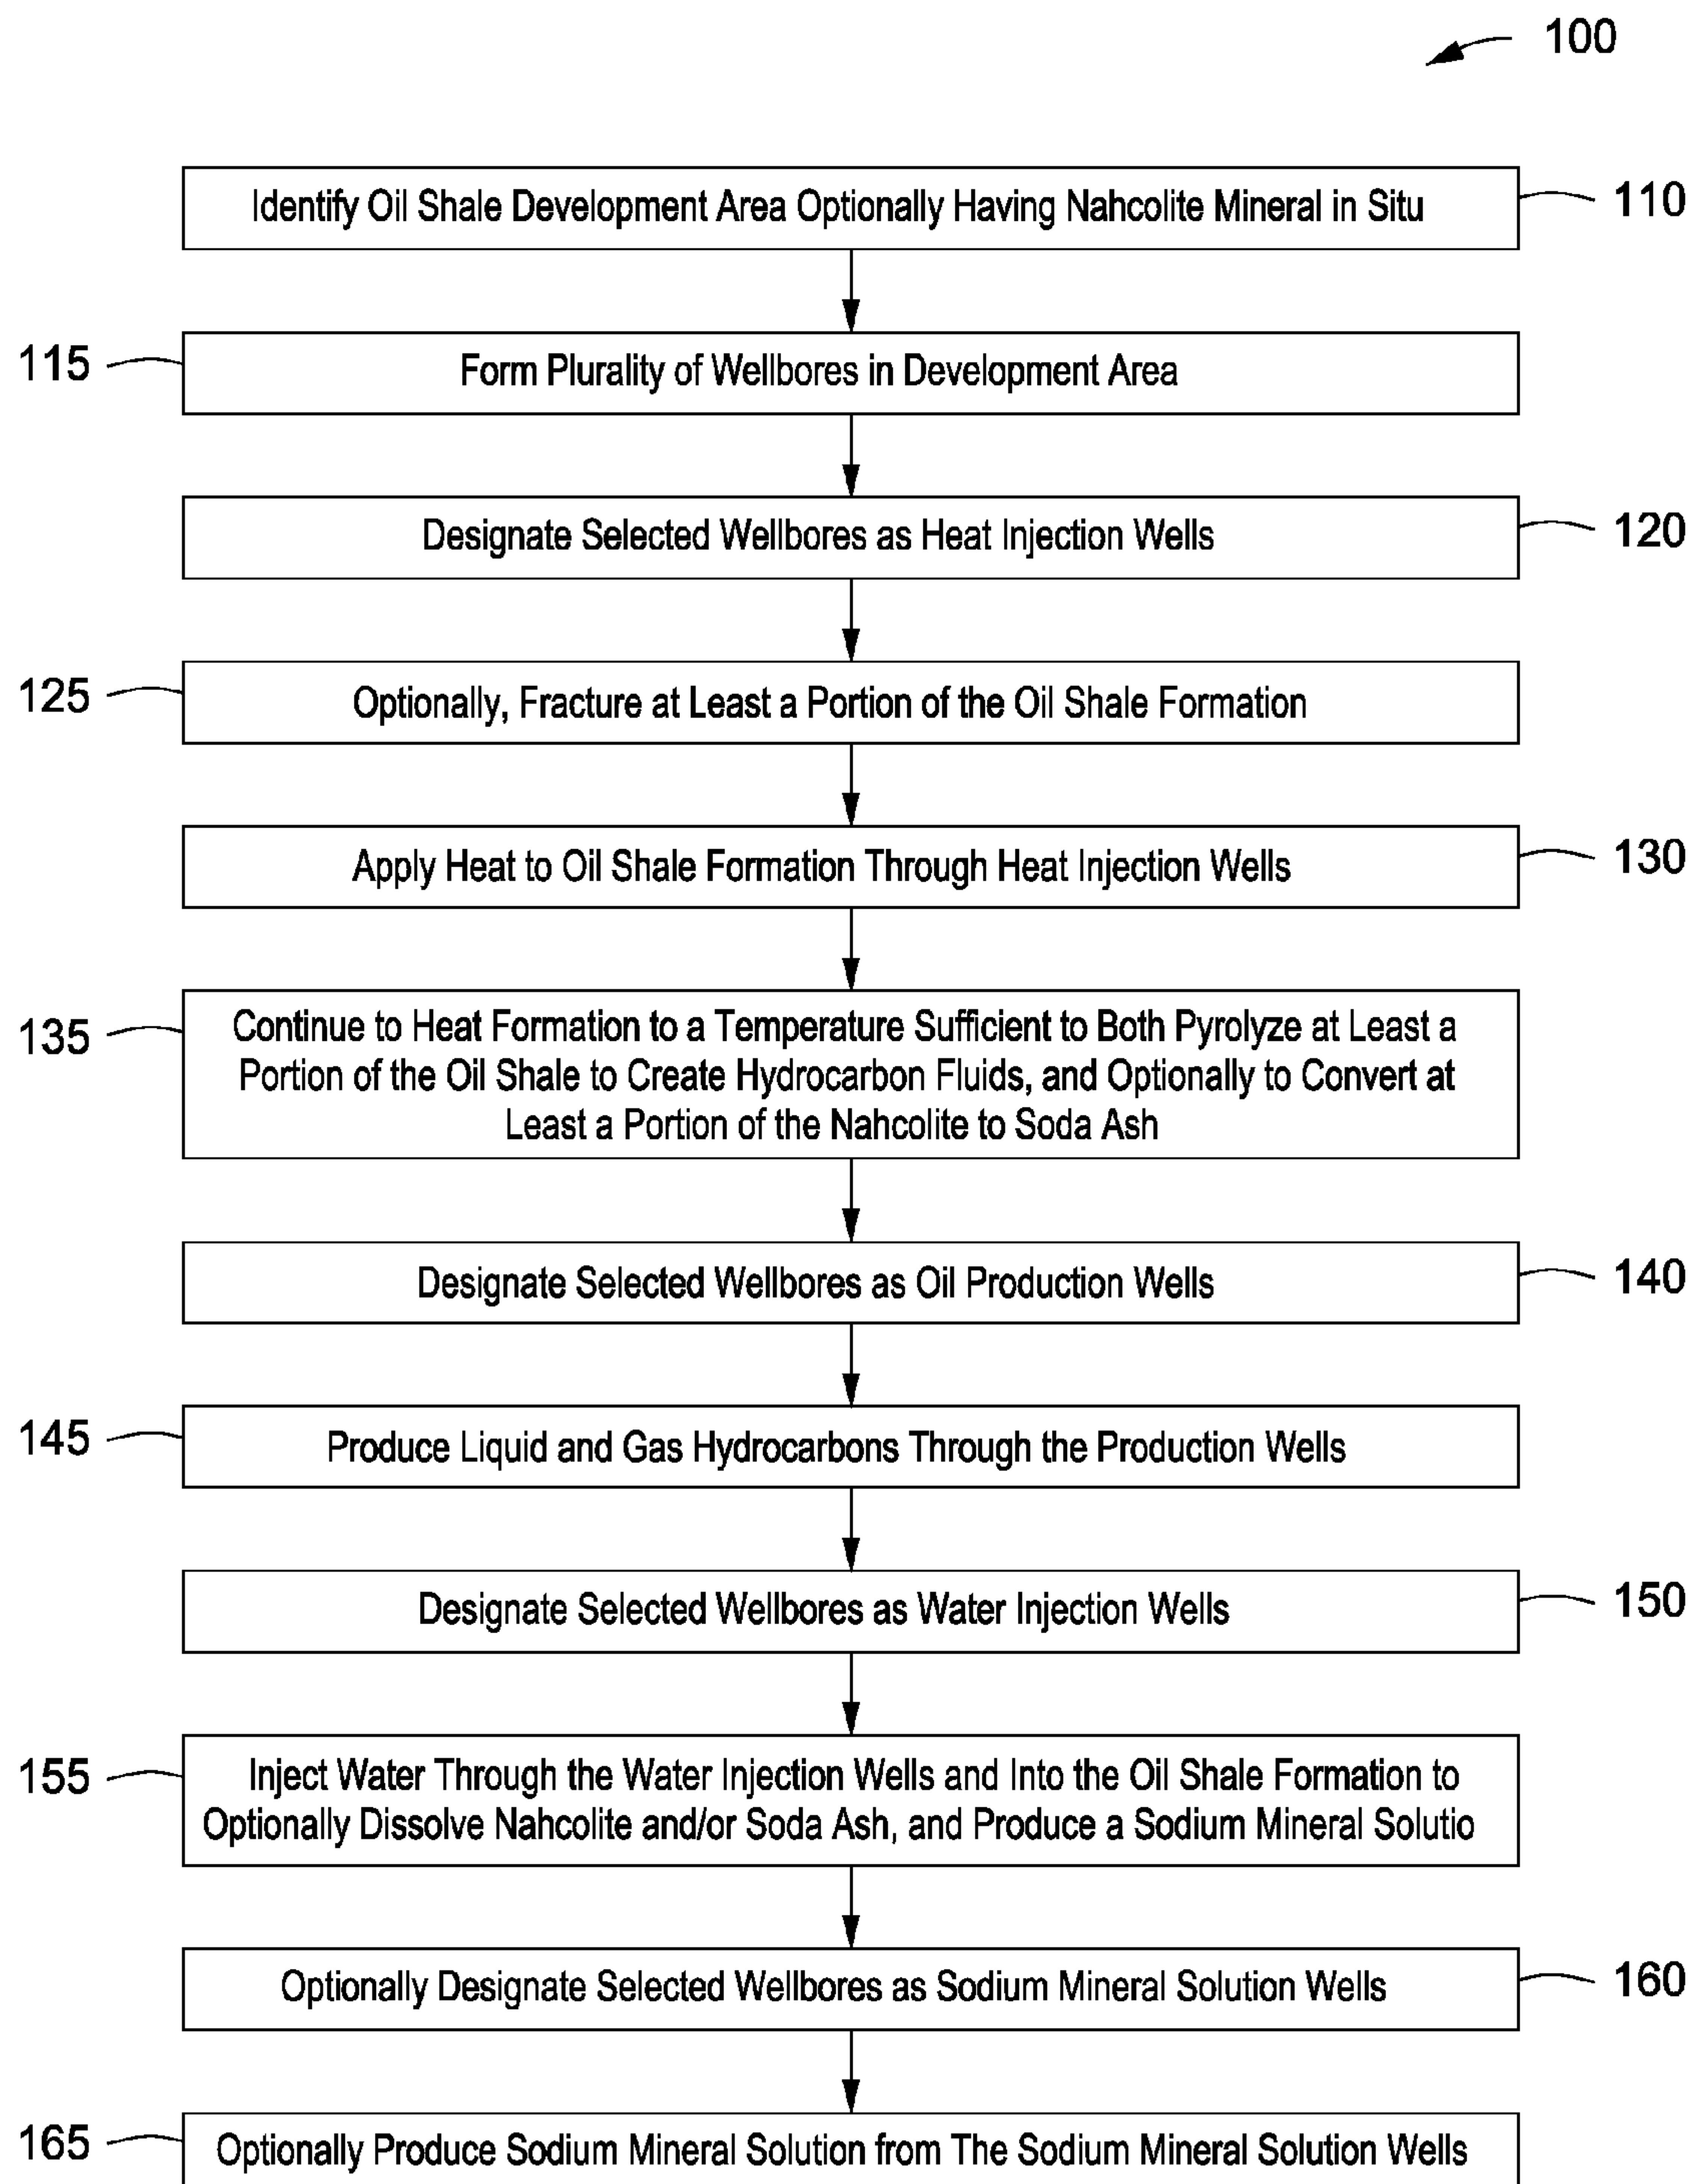 100
Identify Oil Shale Development Area Optionally Having Nahcolite Mineral in Situ
110
115
Form Plurality of Wellbores in Development Area
Designate Selected Wellbores as Heat Injection Wells
120
125
Optionally, Fracture at Least a Portion of the Oil Shale Formation
Apply Heat to Oil Shale Formation Through Heat Injection Wells
130
135
Continue to Heat Formation to a Temperature Sufficient to Both Pyrolyze at Least a
Portion of the Oil Shale to Create Hydrocarbon Fluids, and Optionally to Convert at
Least a Portion of the Nahcolite to Soda Ash
Designate Selected Wellbores as Oil Production Wells
140
145
Produce Liquid and Gas Hydrocarbons Through the Production Wells
Designate Selected Wellbores as Water Injection Wells
150
155
Inject Water Through the Water Injection Wells and Into the Oil Shale Formation to
Optionally Dissolve Nahcolite and/or Soda Ash, and Produce a Sodium Mineral Solutio
Optionally Designate Selected Wellbores as Sodium Mineral Solution Wells
160
165
Optionally Produce Sodium Mineral Solution from The Sodium Mineral Solution Wells